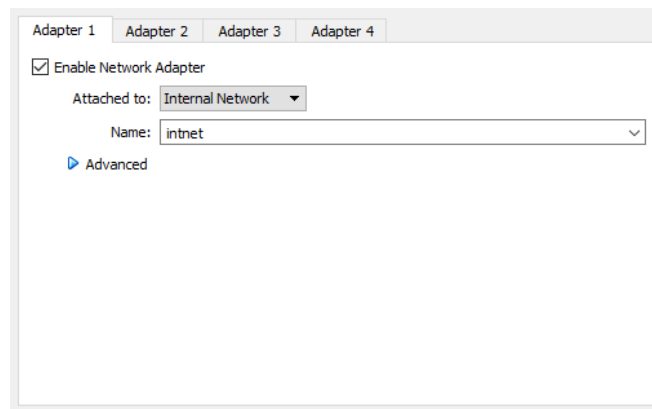 Adapter 1 Adapter 2 Adapter 3 Adapter 4
Enable Network Adapter
Attached to: Internal Network
Name: intnet
Advanced